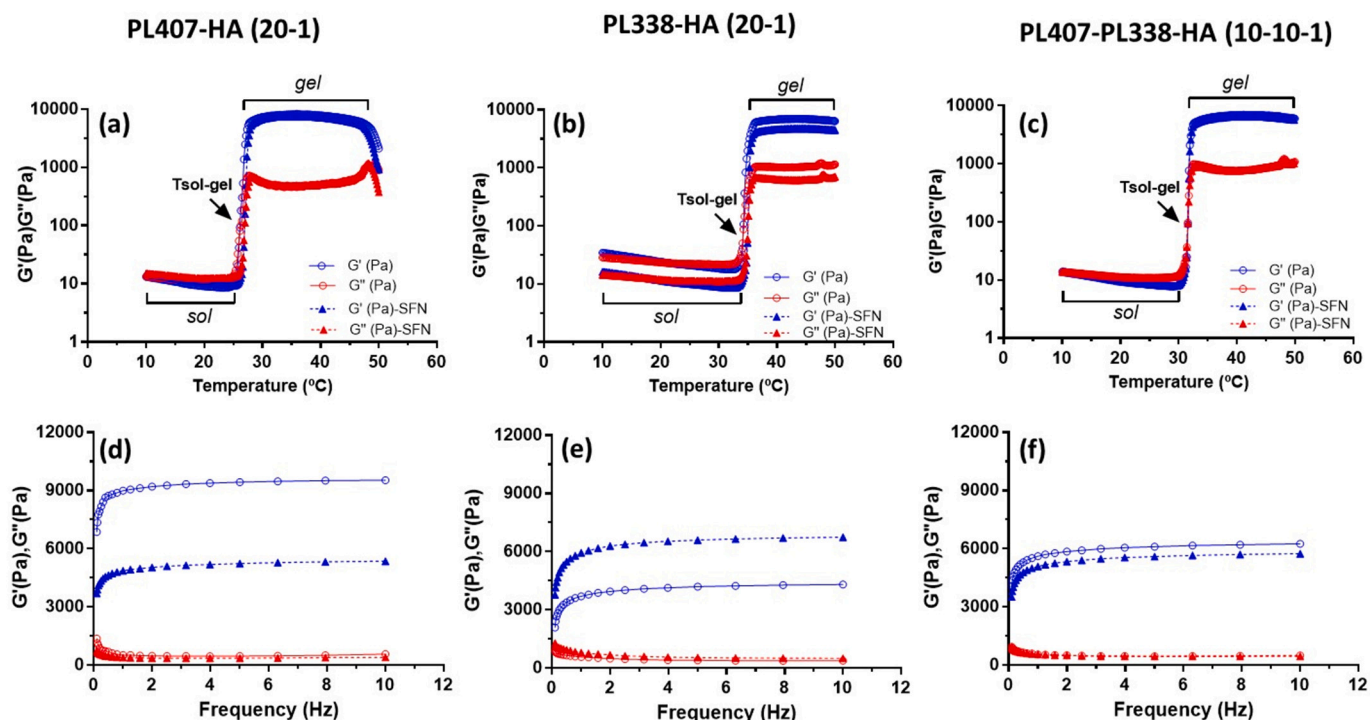 PL407-HA (20-1)
PL338-HA (20-1)
PL407-PL338-HA (10-10-1)
(a)
gel
G'(Pa)G"(Pa)
10000
1000
100
10
1
Tsol-gel
sol
G' (Pa)
G" (Pa)
G' (Pa)-SFN
G" (Pa)-SFN
0 10 20 30 40 50 60
Temperature (ºC)
(b)
gel
G'(Pa)G"(Pa)
10000
1000
100
10
1
Tsol-gel
sol
G' (Pa)
G" (Pa)
G' (Pa)-SFN
G" (Pa)-SFN
0 10 20 30 40 50 60
Temperature (ºC)
(c)
gel
G'(Pa)G"(Pa)
10000
1000
100
10
1
Tsol-gel
sol
G' (Pa)
G" (Pa)
G' (Pa)-SFN
G" (Pa)-SFN
0 10 20 30 40 50 60
Temperature (ºC)
(d)
G'(Pa),G"(Pa)
12000
9000
6000
3000
0
0 2 4 6 8 10 12
Frequency (Hz)
(e)
G'(Pa),G"(Pa)
12000
9000
6000
3000
0
0 2 4 6 8 10 12
Frequency (Hz)
(f)
G'(Pa),G"(Pa)
12000
9000
6000
3000
0
0 2 4 6 8 10 12
Frequency (Hz)